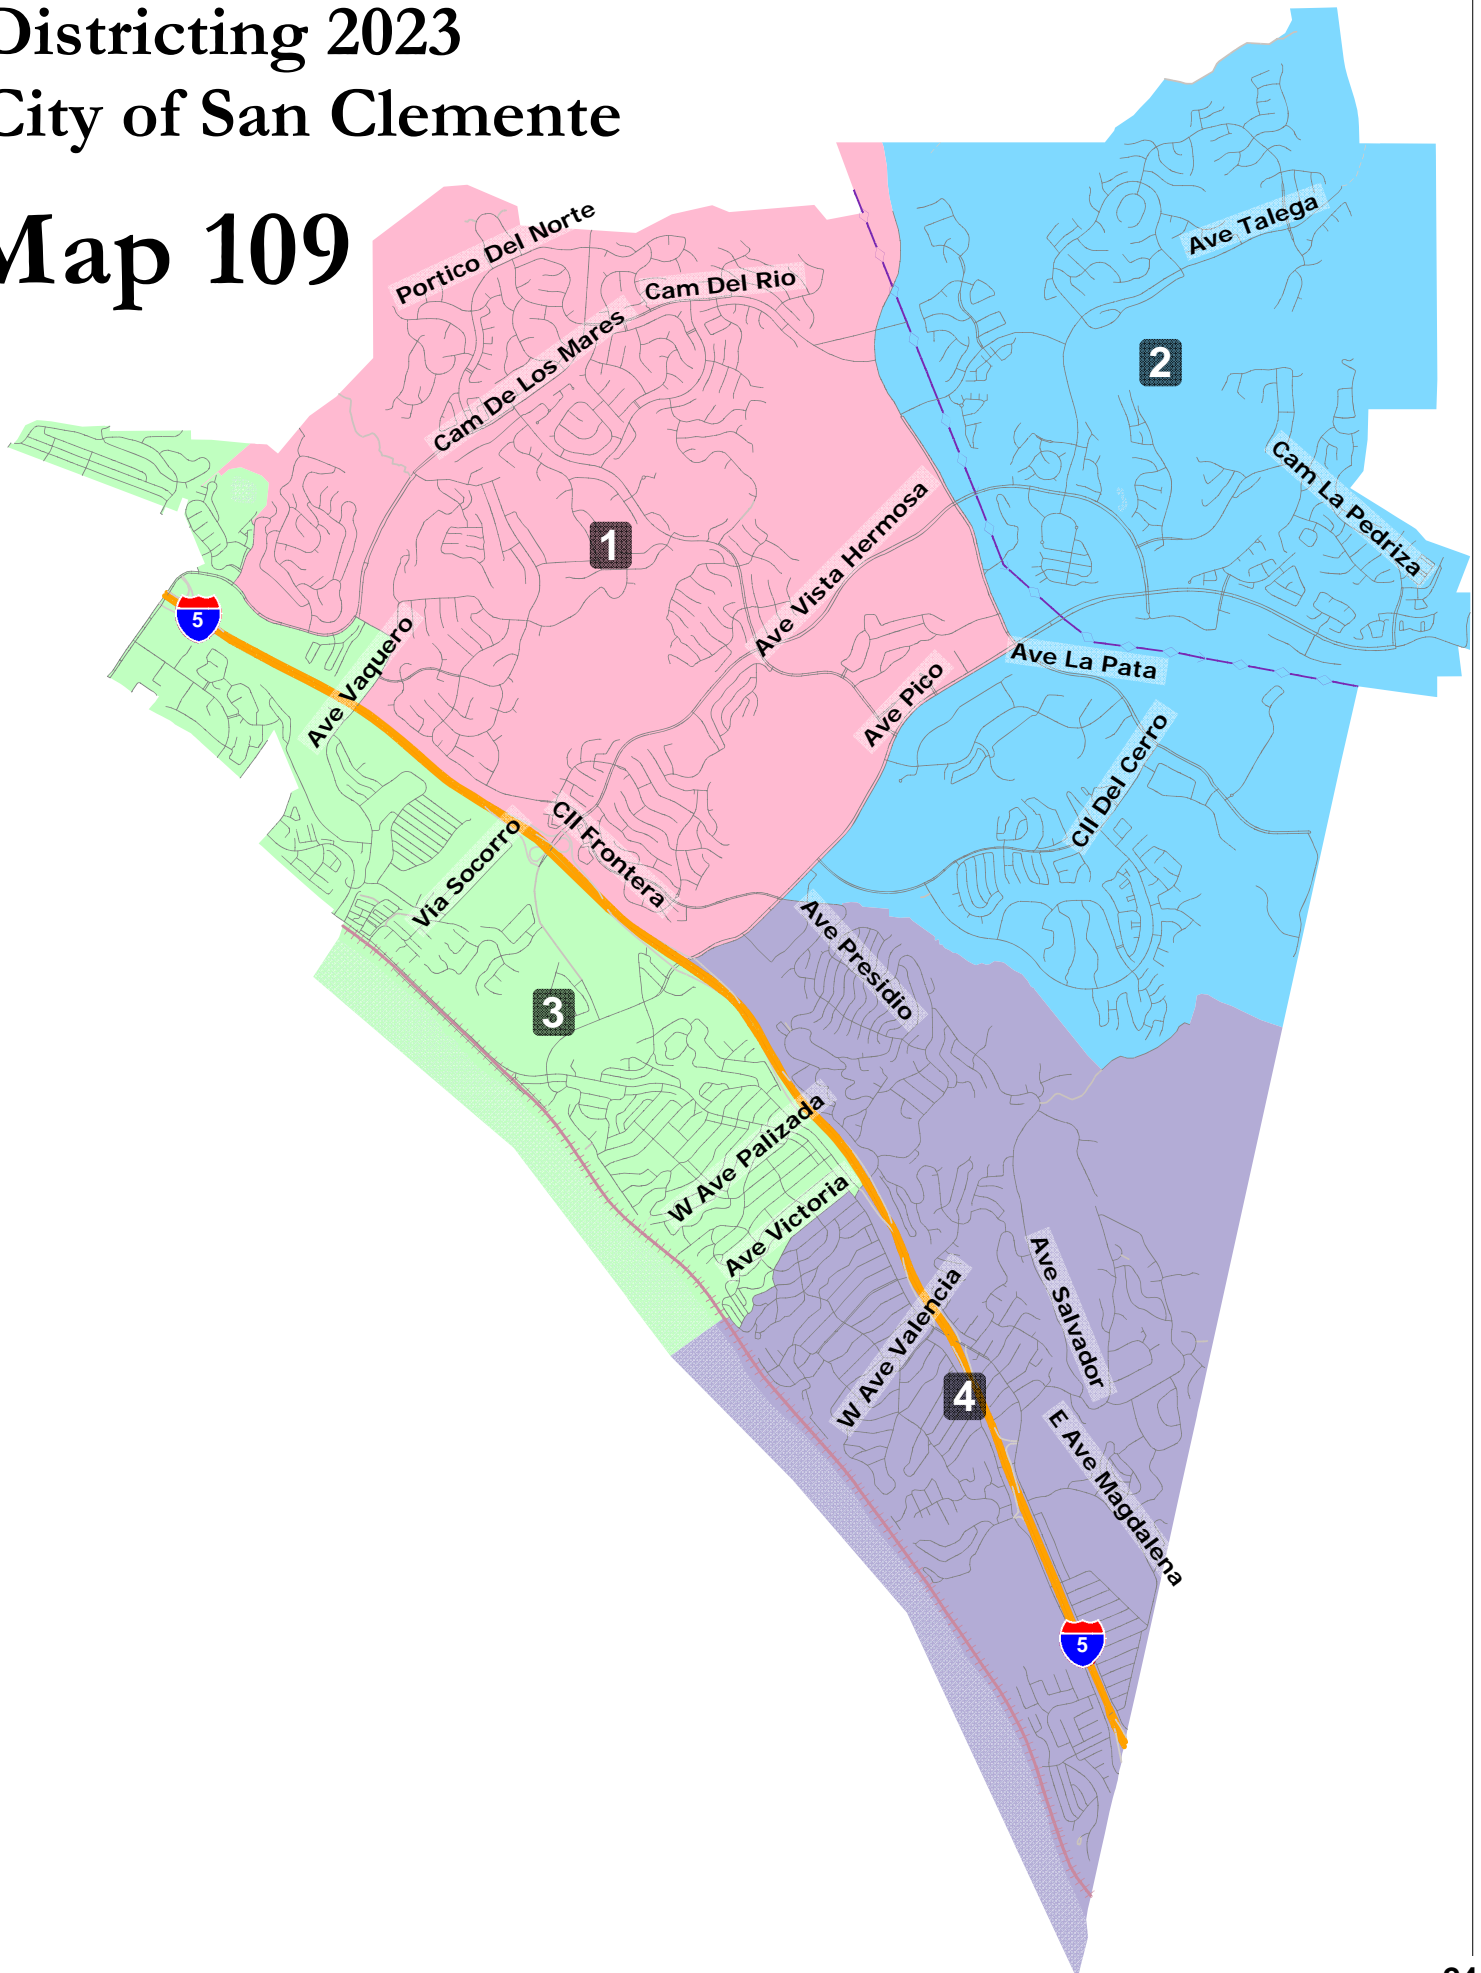 Districting 2023
City of San Clemente
Map 109
Portico Del Norte
Cam Del Rio
Cam De Los Mares
Ave Talega
2
Cam La Pedriza
1
Ave Vista Hermosa
5
Ave Vaquero
Ave La Pata
Ave Pico
Cll Del Cerro
Cll Frontera
Via Socorro
Ave Presidio
3
W Ave Palizada
Ave Victoria
W Ave Valencia
Ave Salvador
4
E Ave Magdalena
5